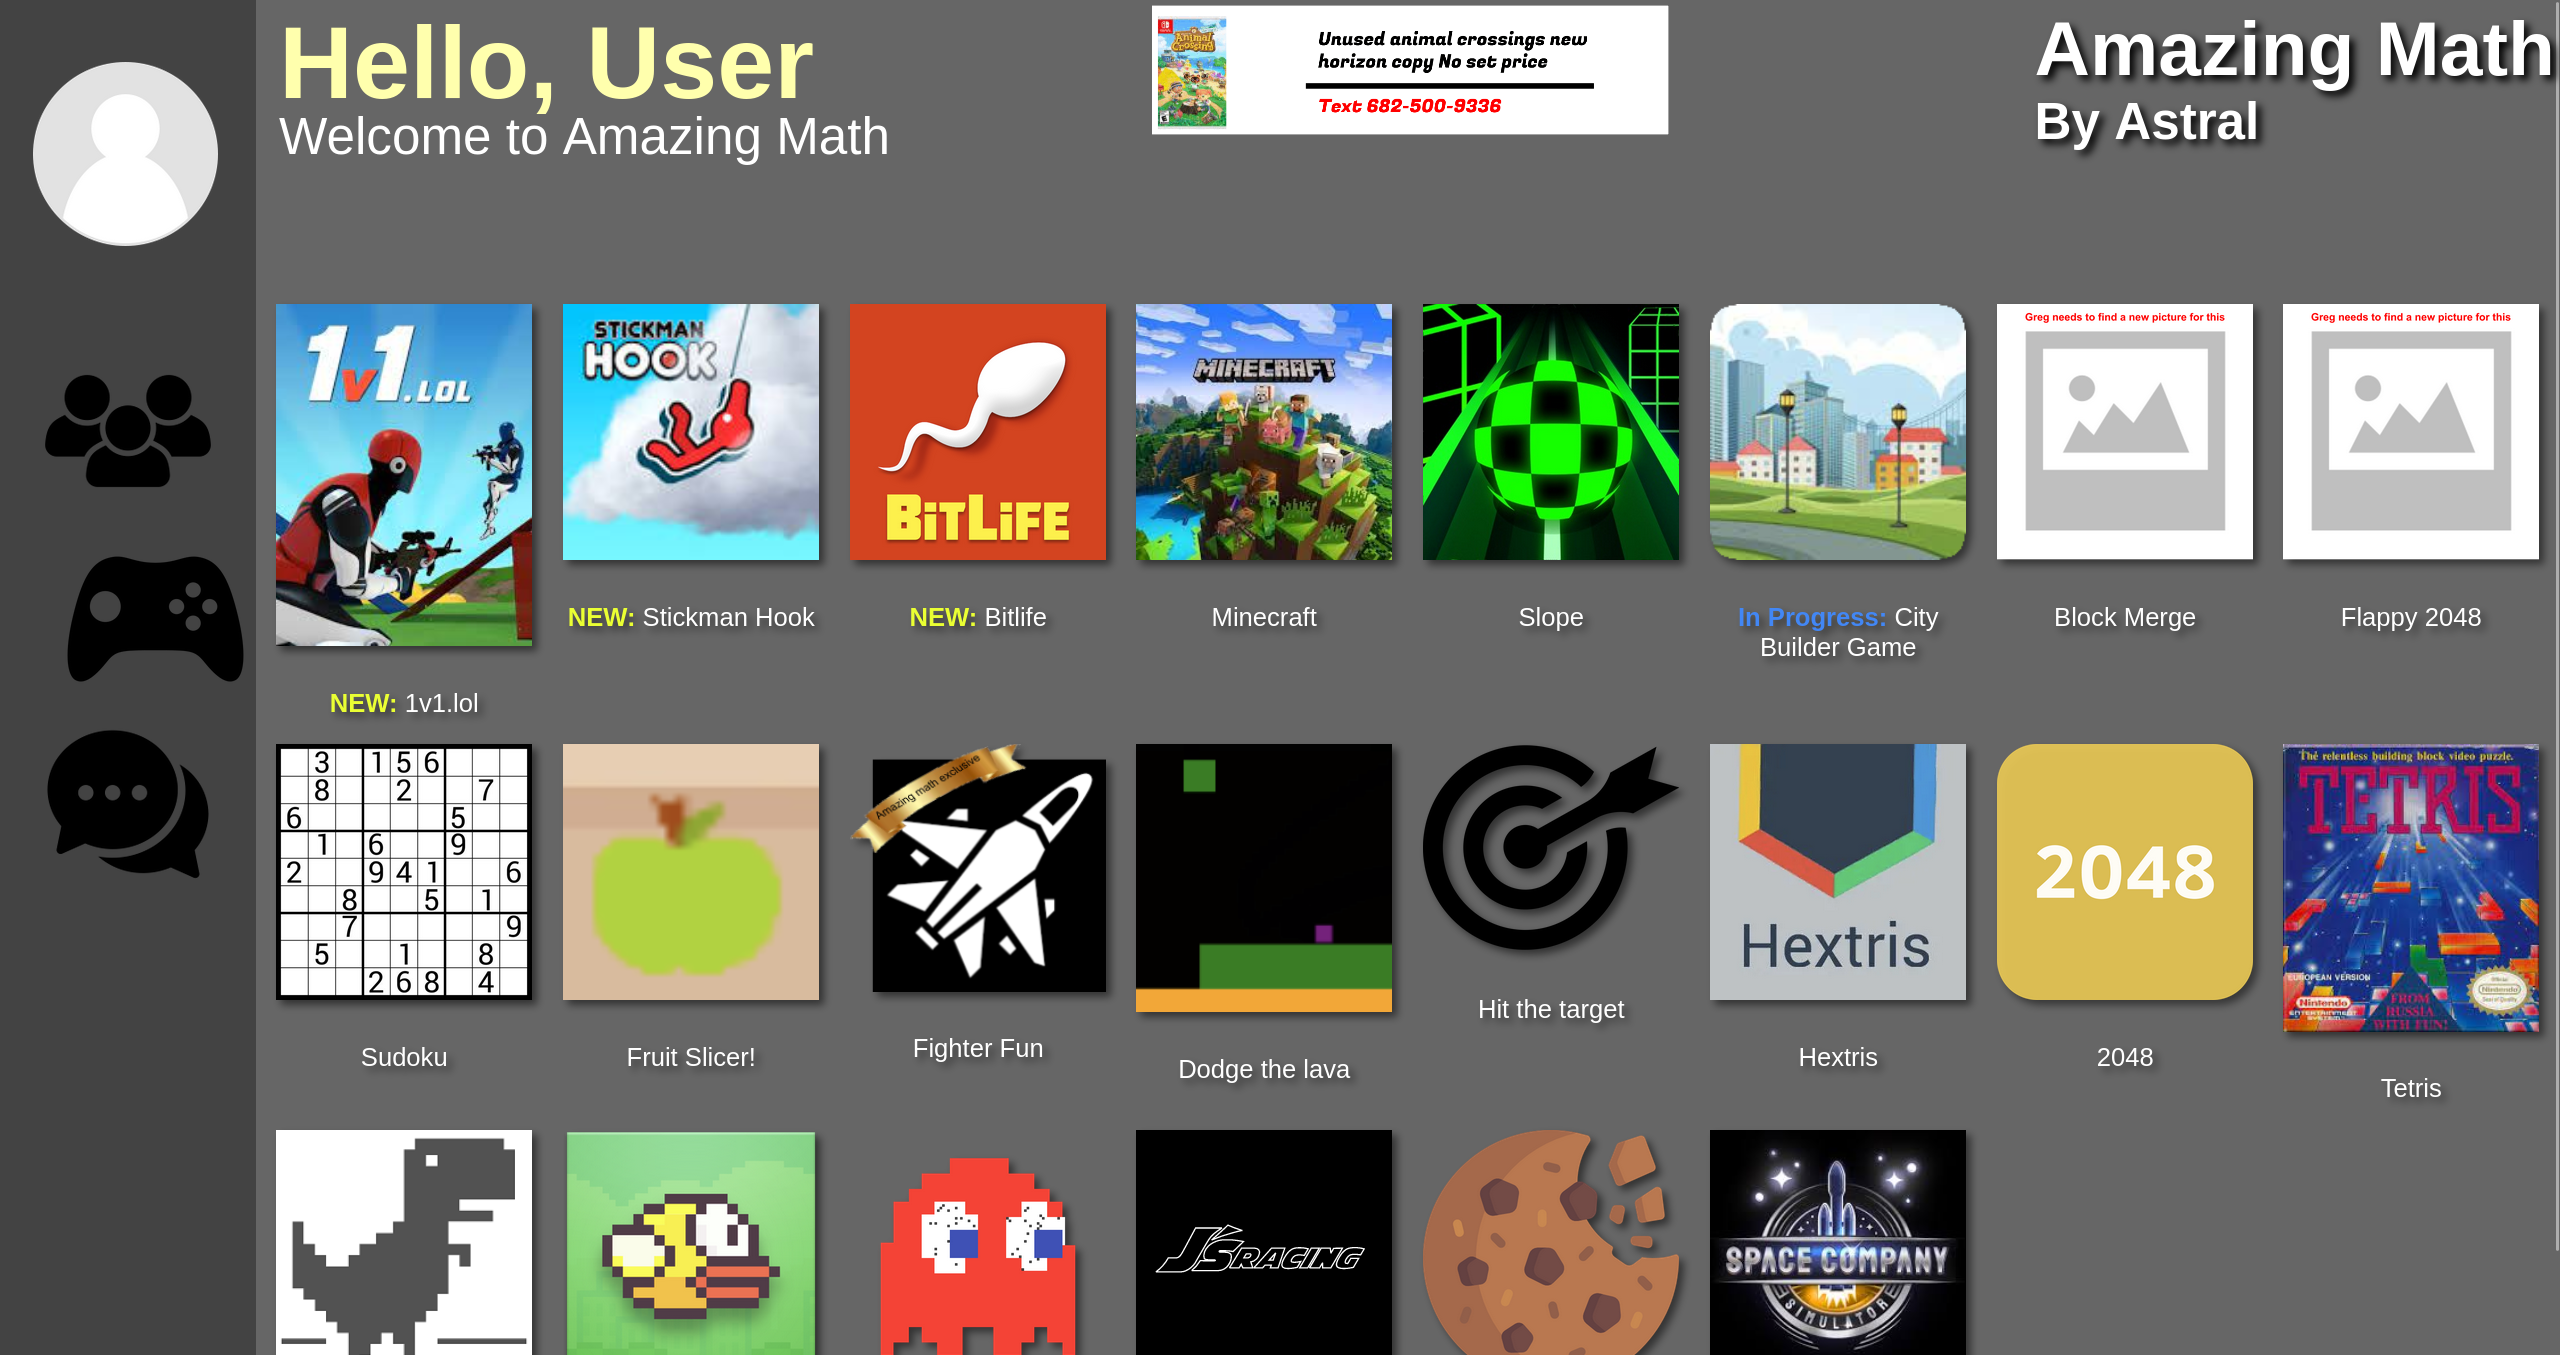 Hello, User
Welcome to Amazing Math
Unused animal crossings new
horizon copy No set price
Text 682-500-9336
Amazing Math
By Astral
1v1.LOL
STICKMAN
HOOK
BiTLiFE
MINECRAFT
Greg needs to find a new picture for this
Greg needs to find a new picture for this
NEW: Stickman Hook
NEW: Bitlife
Minecraft
Slope
In Progress: City
Builder Game
Block Merge
Flappy 2048
NEW: 1v1.lol
3 1 5 6
8 2 7
6 5
1 6 9
2 9 4 1 6
8 5 1
7 9
5 1 8
2 6 8 4
Amazing math exclusive
Hextris
2048
The relentless building block video puzzle.
TETRIS
EUROPEAN VERSION
Nintendo
ENTERTAINMENT
SYSTEM
FROM
RUSSIA
WITH FUN!
Nintendo
Sudoku
Fruit Slicer!
Fighter Fun
Dodge the lava
Hit the target
Hextris
2048
Tetris
J'S RACING
SPACE COMPANY
SIMULATOR